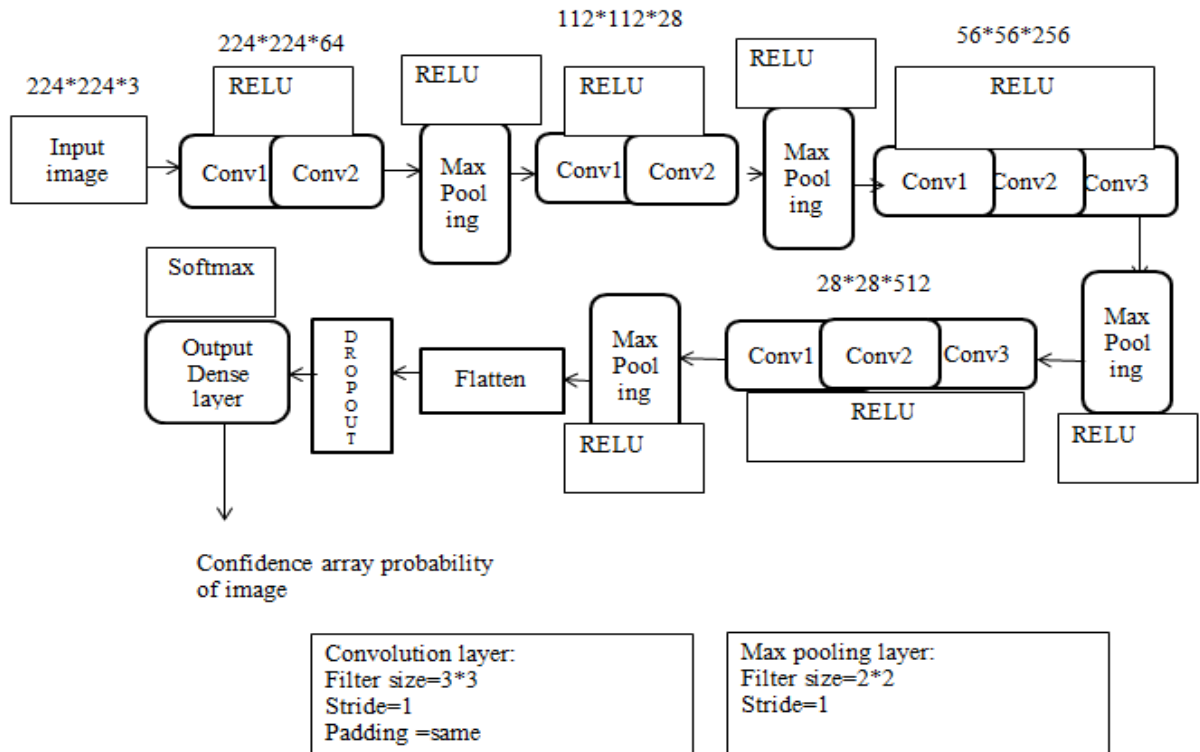 224*224*3
Input
image
224*224*64
RELU
Conv1
Conv2
RELU
Max
Pool
ing
112*112*28
RELU
Conv1
Conv2
RELU
Max
Pool
ing
56*56*256
RELU
Conv1
Conv2
Conv3
Max
Pool
ing
RELU
28*28*512
Conv1
Conv2
Conv3
RELU
Max
Pool
ing
RELU
Flatten
D
R
O
P
O
U
T
Softmax
Output
Dense
layer
Confidence array probability
of image
Convolution layer:
Filter size=3*3
Stride=1
Padding =same
Max pooling layer:
Filter size=2*2
Stride=1